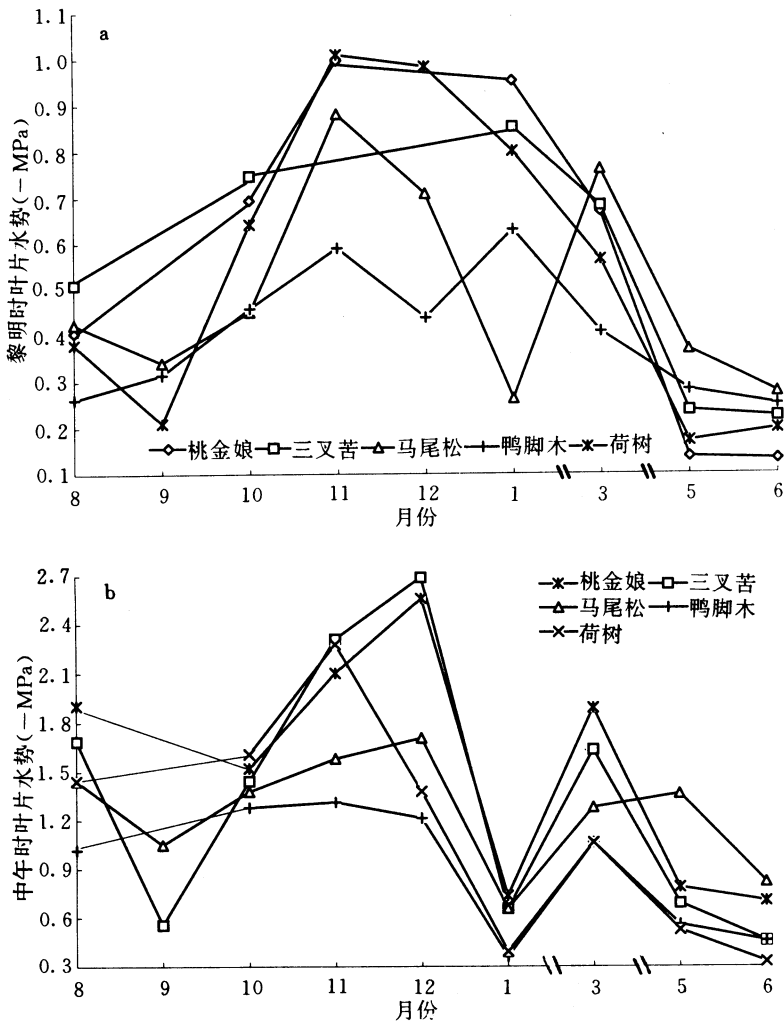 a
黎明时叶片水势(－MPa)
1.1
1.0
0.9
0.8
0.7
0.6
0.5
0.4
0.3
0.2
0.1
桃金娘 三叉苦 马尾松 鸭脚木 荷树
8 9 10 11 12 1 3 5 6
月份
b
中午时叶片水势(－MPa)
2.7
2.4
2.1
1.8
1.5
1.2
0.9
0.6
0.3
桃金娘 三叉苦
马尾松 鸭脚木
荷树
8 9 10 11 12 1 3 5 6
月份